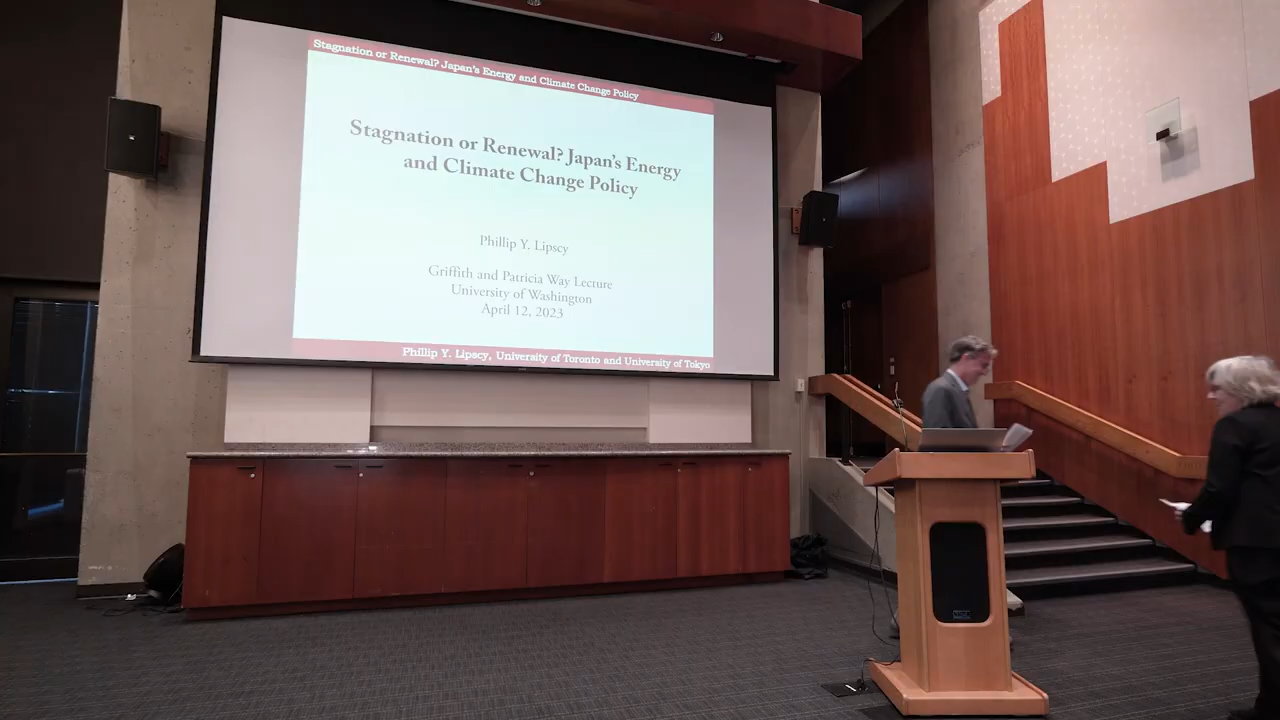 Stagnation or Renewal? Japan's Energy and Climate Change Policy
Stagnation or Renewal? Japan's Energy
and Climate Change Policy
Phillip Y. Lipscy
Griffith and Patricia Way Lecture
University of Washington
April 12, 2023
Phillip Y. Lipscy, University of Toronto and University of Tokyo